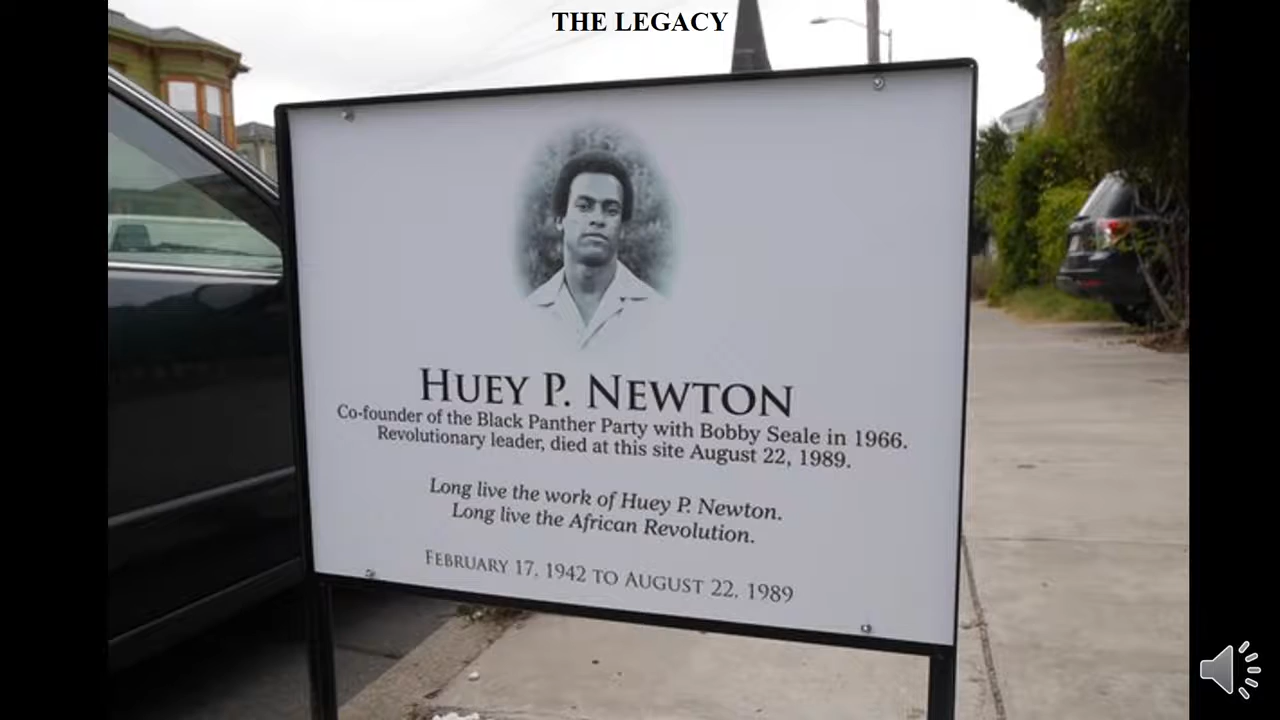 THE LEGACY
HUEY P. NEWTON
Co-founder of the Black Panther Party with Bobby Seale in 1966.
Revolutionary leader, died at this site August 22, 1989.
Long live the work of Huey P. Newton.
Long live the African Revolution.
FEBRUARY 17, 1942 TO AUGUST 22, 1989